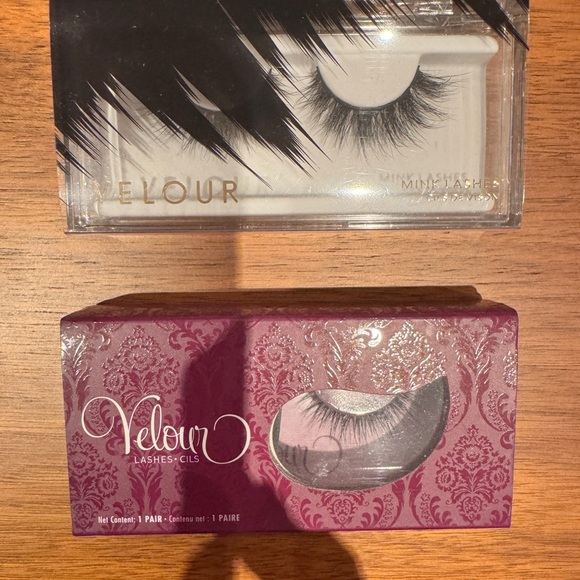 VELOUR
MINK LASHES
Velour
LASHES • CILS
Net Content: 1 PAIR • Contenu net : 1 PAIRE